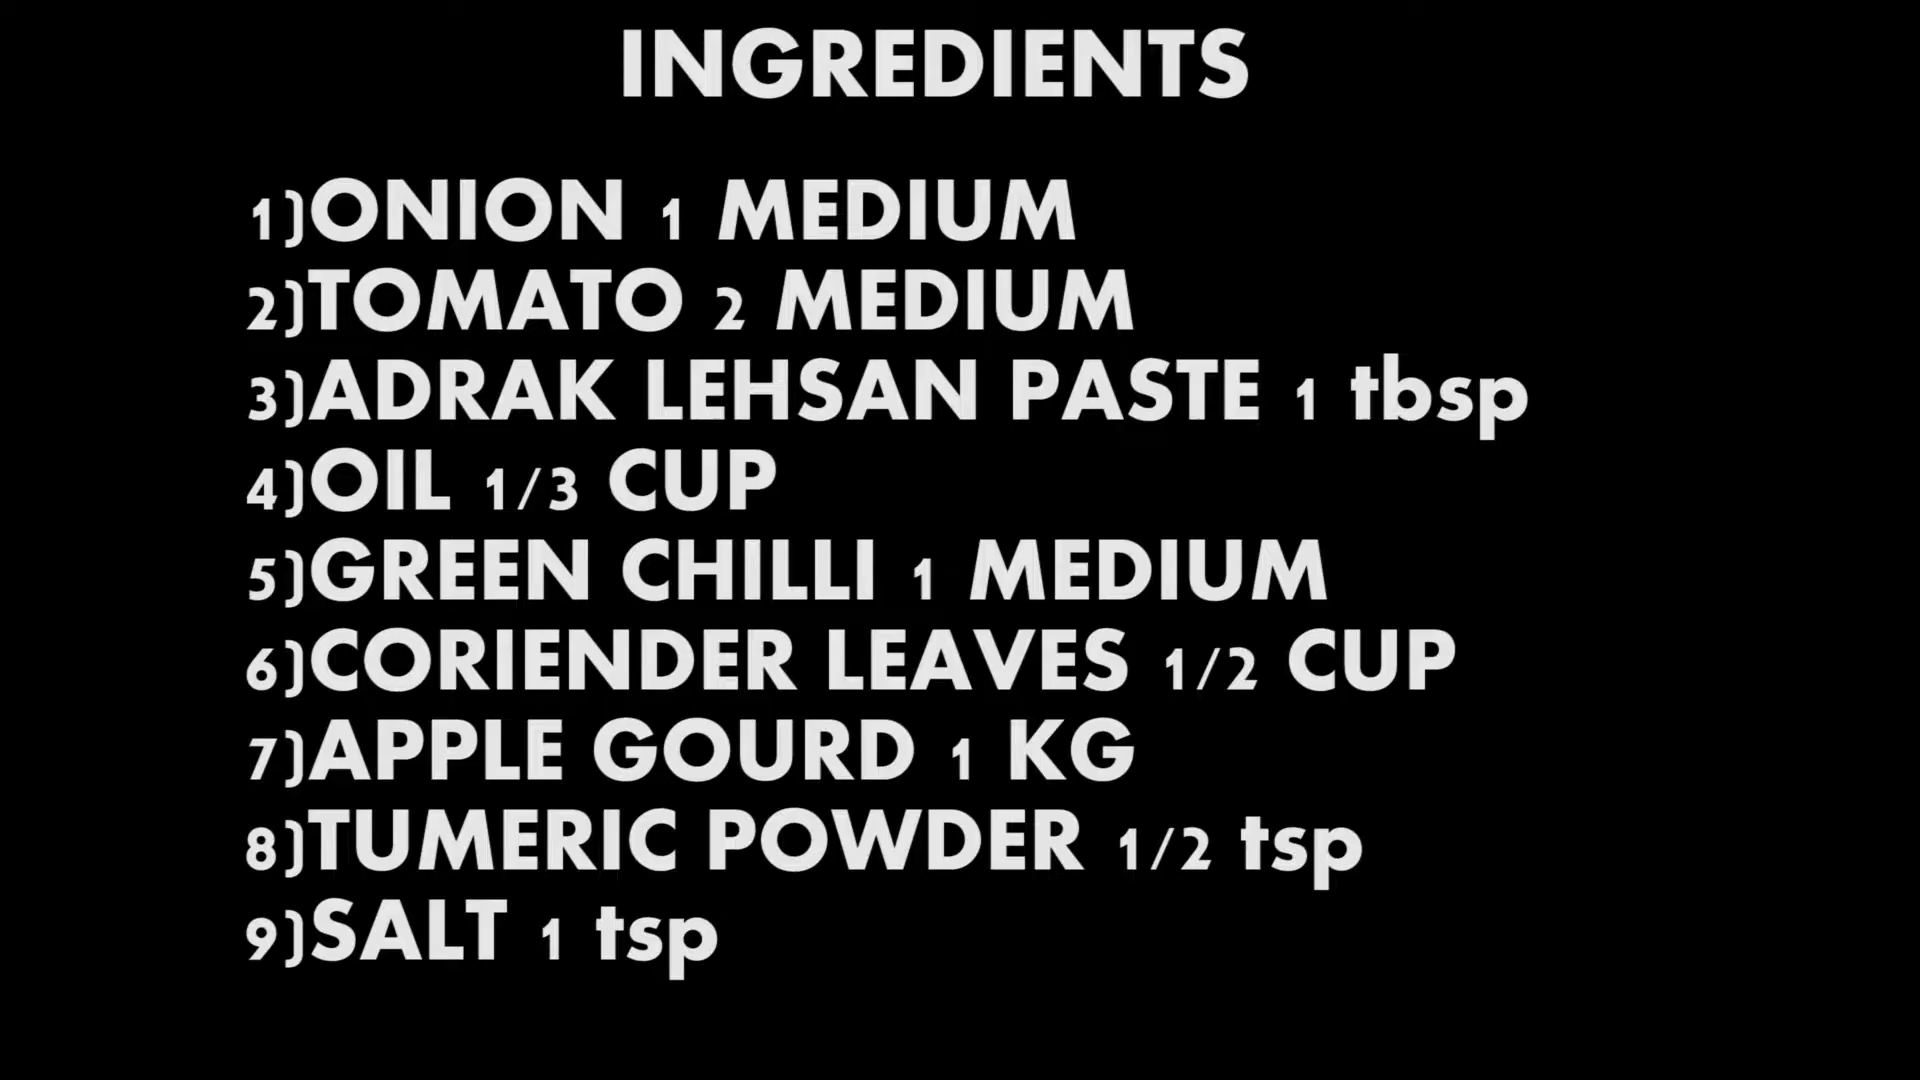 INGREDIENTS
1)ONION 1 MEDIUM
2)TOMATO 2 MEDIUM
3)ADRAK LEHSAN PASTE 1 tbsp
4)OIL 1/3 CUP
5)GREEN CHILLI 1 MEDIUM
6)CORIENDER LEAVES 1/2 CUP
7)APPLE GOURD 1 KG
8)TUMERIC POWDER 1/2 tsp
9)SALT 1 tsp